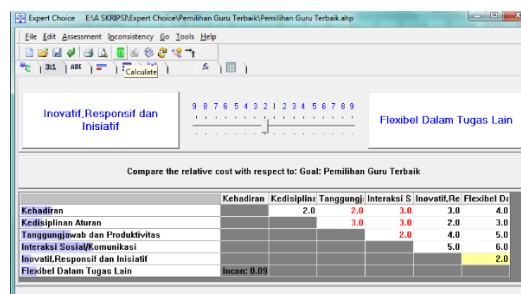 Expert Choice E:\A SKRIPSI\Expert Choice\Pemilihan Guru Terbaik\Pemilihan Guru Terbaik.ahp
File Edit Assessment Inconsistency Go Tools Help
3:1 ABC
Calculate
Inovatif,Responsif dan Inisiatif
9 8 7 6 5 4 3 2 1 2 3 4 5 6 7 8 9
Flexibel Dalam Tugas Lain
Compare the relative cost with respect to: Goal: Pemilihan Guru Terbaik
Kehadiran Kedisiplina Tanggungj Interaksi S Inovatif,Re Flexibel Da
Kehadiran 2.0 2.0 3.0 3.0 4.0
Kedisiplinan Aturan 3.0 3.0 2.0 3.0
Tanggungjawab dan Produktivitas 2.0 4.0 5.0
Interaksi Sosial/Komunikasi 5.0 6.0
Inovatif,Responsif dan Inisiatif 2.0
Flexibel Dalam Tugas Lain Incon: 0.09